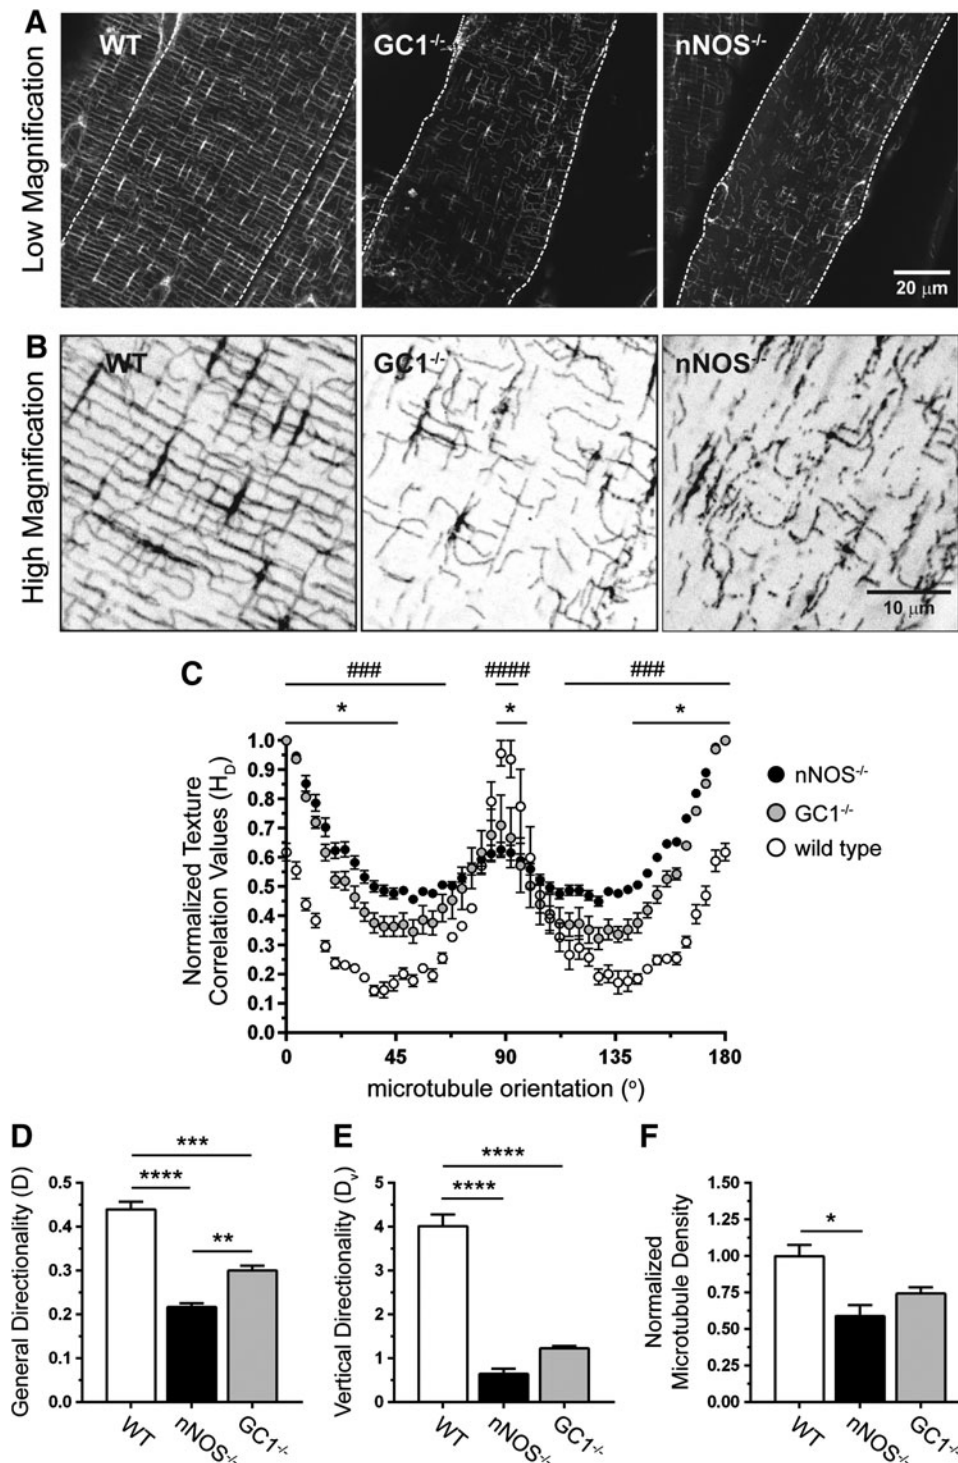 A
Low Magnification
WT
GC1-/-
nNOS-/-
20 µm
B
High Magnification
WT
GC1-/-
nNOS-/-
10 µm
C
###
####
###
*
*
*
Normalized Texture
Correlation Values (HD)
1.0
0.9
0.8
0.7
0.6
0.5
0.4
0.3
0.2
0.1
0.0
0
45
90
135
180
microtubule orientation (o)
nNOS-/-
GC1-/-
wild type
D
General Directionality (D)
0.5
0.4
0.3
0.2
0.1
0.0
***
****
**
WT
nNOS-/-
GC1-/-
E
Vertical Directionality (Dv)
5
4
3
2
1
0
****
****
WT
nNOS-/-
GC1-/-
F
Normalized
Microtubule Density
1.50
1.25
1.00
0.75
0.50
0.25
0.00
*
WT
nNOS-/-
GC1-/-